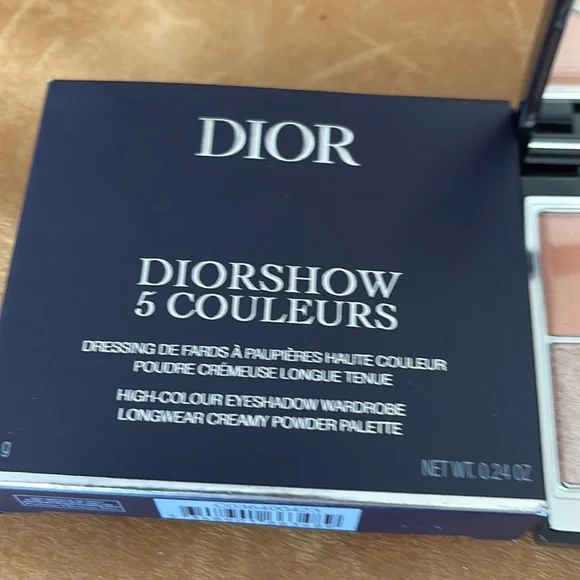 DIOR
DIORSHOW
5 COULEURS
DRESSING DE FARDS À PAUPIÈRES HAUTE COULEUR
POUDRE CRÉMEUSE LONGUE TENUE
HIGH-COLOUR EYESHADOW WARDROBE
LONGWEAR CREAMY POWDER PALETTE
g
NET WT. 0.24 OZ